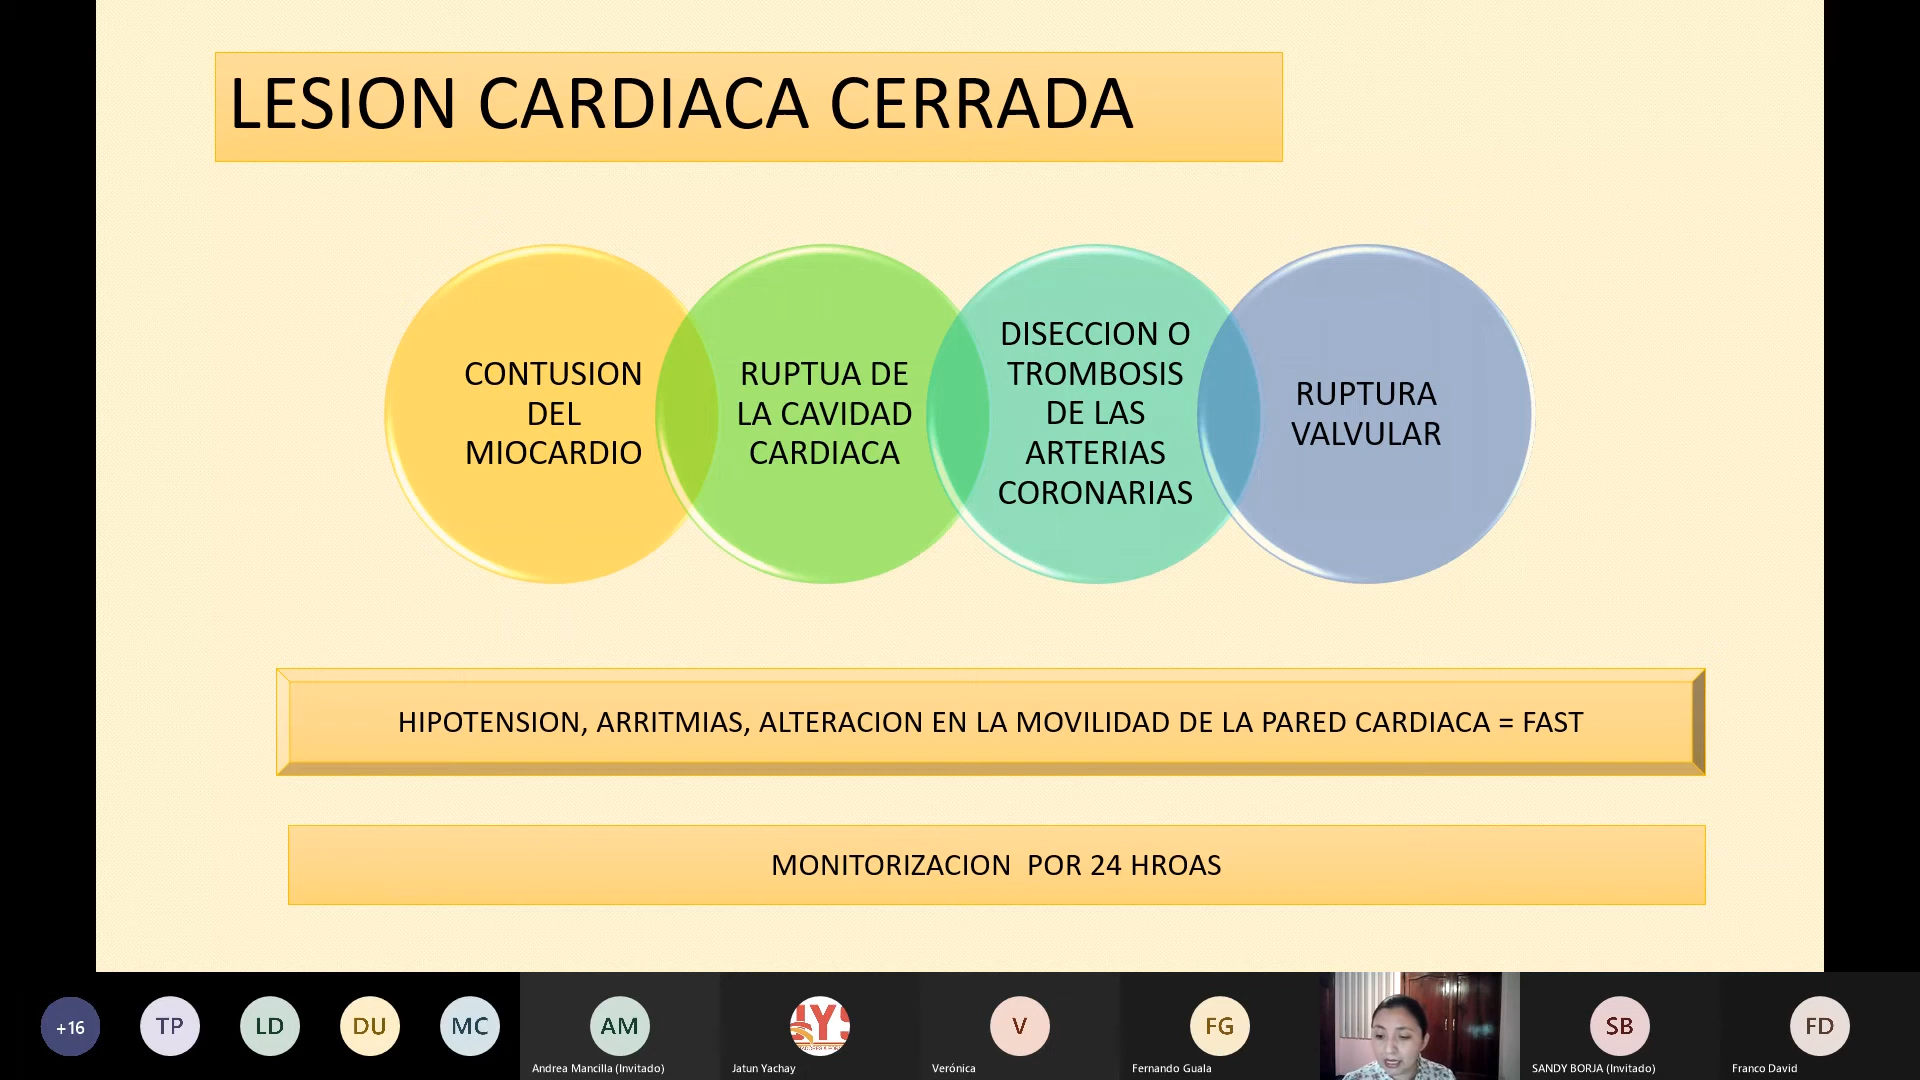 LESION CARDIACA CERRADA
CONTUSION
DEL
MIOCARDIO
RUPTUA DE
LA CAVIDAD
CARDIACA
DISECCION O
TROMBOSIS
DE LAS
ARTERIAS
CORONARIAS
RUPTURA
VALVULAR
HIPOTENSION, ARRITMIAS, ALTERACION EN LA MOVILIDAD DE LA PARED CARDIACA = FAST
MONITORIZACION  POR 24 HROAS
+16
TP
LD
DU
MC
AM
V
FG
SB
FD
Andrea Mancilla (Invitado)
Jatun Yachay
Verónica
Fernando Guala
SANDY BORJA (Invitado)
Franco David